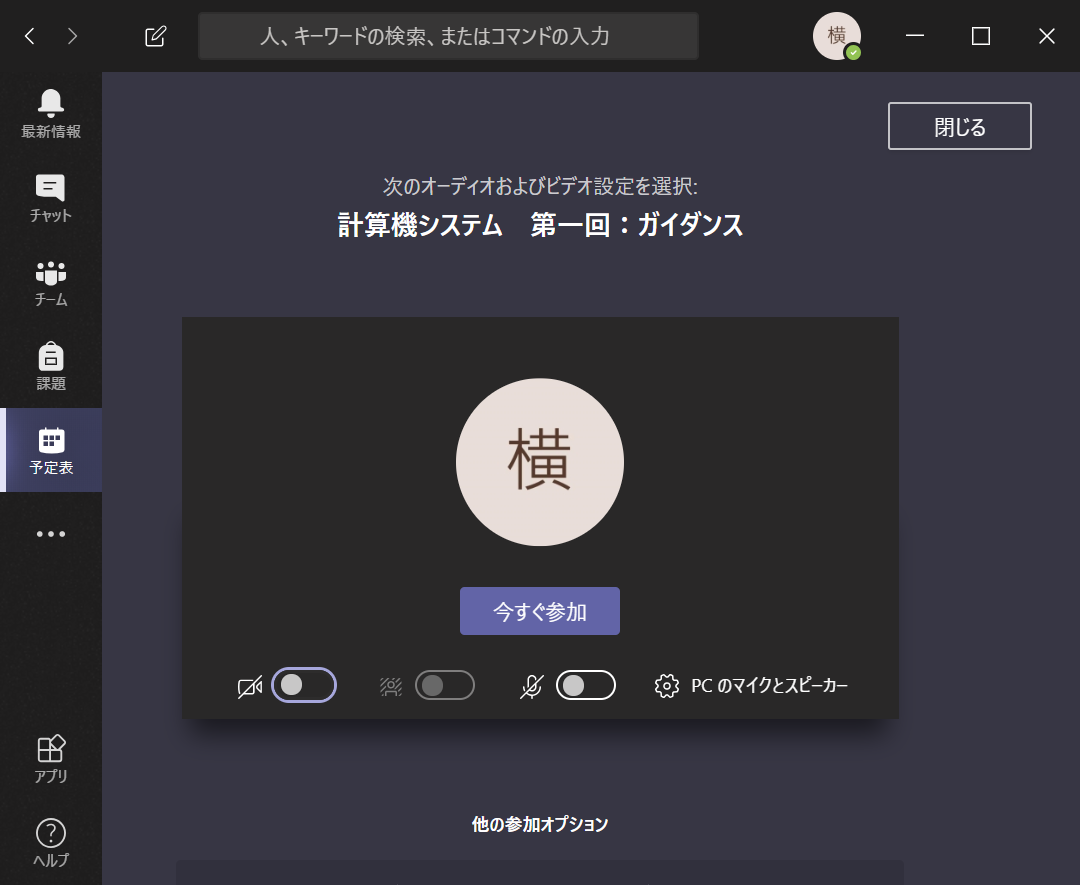 人、キーワードの検索、またはコマンドの入力
横
最新情報
チャット
チーム
課題
予定表
アプリ
ヘルプ
閉じる
次のオーディオおよびビデオ設定を選択:
計算機システム　第一回：ガイダンス
横
今すぐ参加
PC のマイクとスピーカー
他の参加オプション